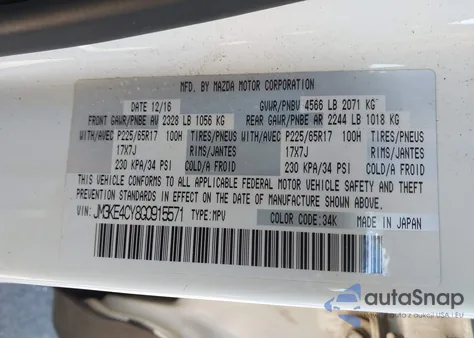 MFD. BY MAZDA MOTOR CORPORATION
DATE 12/16 GVWR/PNBV 4566 LB 2071 KG
FRONT GAWR/PNBE AV 2328 LB 1056 KG REAR GAWR/PNBE AR 2244 LB 1018 KG
WITH/AVEC P225/65R17 100H TIRES/PNEUS WITH/AVEC P225/65R17 100H TIRES/PNEUS
17X7J RIMS/JANTES 17X7J RIMS/JANTES
230 KPA/34 PSI COLD/A FROID 230 KPA/34 PSI COLD/A FROID
THIS VEHICLE CONFORMS TO ALL APPLICABLE FEDERAL MOTOR VEHICLE SAFETY AND THEFT
PREVENTION STANDARDS IN EFFECT ON THE DATE OF MANUFACTURE SHOWN ABOVE.
VIN: JM3KE4CY8G0915571 TYPE:MPV COLOR CODE:34K MADE IN JAPAN
autoSnap
auta z aukcji USA i EU